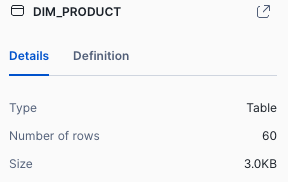 DIM_PRODUCT
Details Definition
Type Table
Number of rows 60
Size 3.0KB